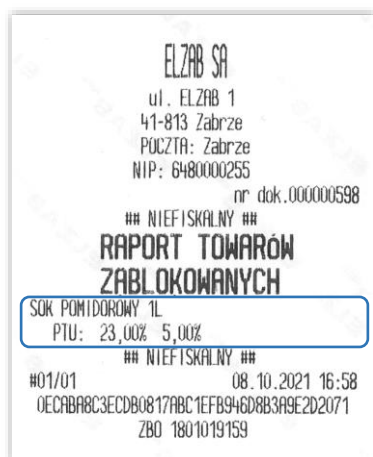 ELZAB SA
ul. ELZAB 1
41-813 Zabrze
POCZTA: Zabrze
NIP: 6480000255
nr dok.000000598
## NIEFISKALNY ##
RAPORT TOWARÓW
ZABLOKOWANYCH
SOK POMIDOROWY 1L
PTU: 23,00% 5,00%
## NIEFISKALNY ##
#01/01 08.10.2021 16:58
0ECABA8C3ECDB0817ABC1EFB946D8B3A9E2D2071
ZBO 1801019159